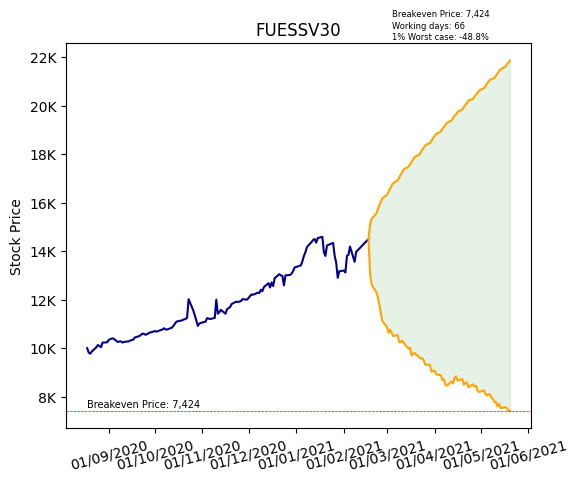 Breakeven Price: 7,424
Working days: 66
1% Worst case: -48.8%
FUESSV30
Stock Price
22K
20K
18K
16K
14K
12K
10K
8K
Breakeven Price: 7,424
01/09/2020
01/10/2020
01/11/2020
01/12/2020
01/01/2021
01/02/2021
01/03/2021
01/04/2021
01/05/2021
01/06/2021